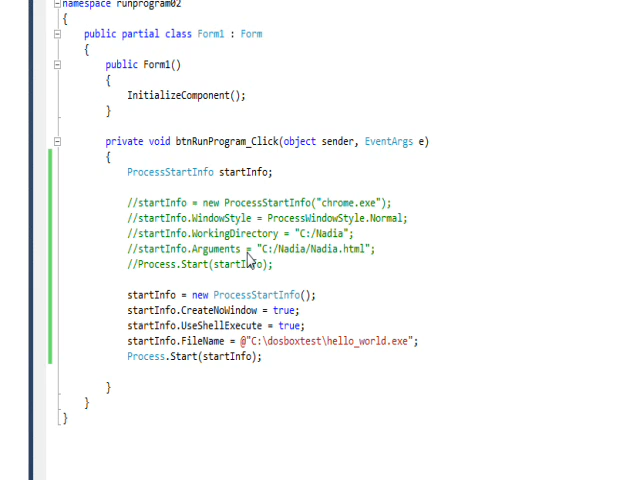 namespace runprogram02
{
public partial class Form1 : Form
{
public Form1()
{
InitializeComponent();
}
private void btnRunProgram_Click(object sender, EventArgs e)
{
ProcessStartInfo startInfo;
//startInfo = new ProcessStartInfo("chrome.exe");
//startInfo.WindowStyle = ProcessWindowStyle.Normal;
//startInfo.WorkingDirectory = "C:/Nadia";
//startInfo.Arguments = "C:/Nadia/Nadia.html";
//Process.Start(startInfo);
startInfo = new ProcessStartInfo();
startInfo.CreateNoWindow = true;
startInfo.UseShellExecute = true;
startInfo.FileName = @"C:\dosboxtest\hello_world.exe";
Process.Start(startInfo);
}
}
}